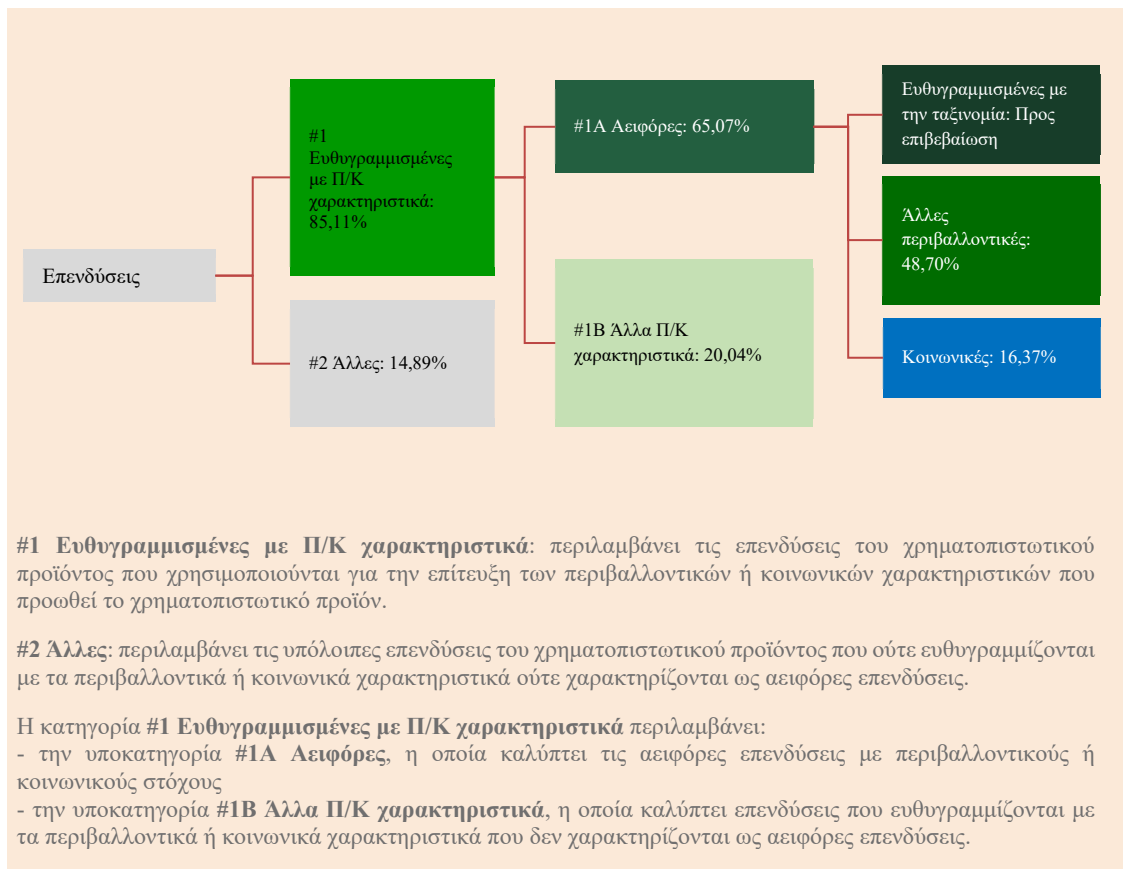 Επενδύσεις
#1
Ευθυγραμμισμένες
με Π/Κ
χαρακτηριστικά:
85,11%
#2 Άλλες: 14,89%
#1Α Αειφόρες: 65,07%
#1Β Άλλα Π/Κ
χαρακτηριστικά: 20,04%
Ευθυγραμμισμένες με
την ταξινομία: Προς
επιβεβαίωση
Άλλες
περιβαλλοντικές:
48,70%
Κοινωνικές: 16,37%
#1 Ευθυγραμμισμένες με Π/Κ χαρακτηριστικά: περιλαμβάνει τις επενδύσεις του χρηματοπιστωτικού
προϊόντος που χρησιμοποιούνται για την επίτευξη των περιβαλλοντικών ή κοινωνικών χαρακτηριστικών που
προωθεί το χρηματοπιστωτικό προϊόν.
#2 Άλλες: περιλαμβάνει τις υπόλοιπες επενδύσεις του χρηματοπιστωτικού προϊόντος που ούτε ευθυγραμμίζονται
με τα περιβαλλοντικά ή κοινωνικά χαρακτηριστικά ούτε χαρακτηρίζονται ως αειφόρες επενδύσεις.
Η κατηγορία #1 Ευθυγραμμισμένες με Π/Κ χαρακτηριστικά περιλαμβάνει:
- την υποκατηγορία #1Α Αειφόρες, η οποία καλύπτει τις αειφόρες επενδύσεις με περιβαλλοντικούς ή
κοινωνικούς στόχους
- την υποκατηγορία #1Β Άλλα Π/Κ χαρακτηριστικά, η οποία καλύπτει επενδύσεις που ευθυγραμμίζονται με
τα περιβαλλοντικά ή κοινωνικά χαρακτηριστικά που δεν χαρακτηρίζονται ως αειφόρες επενδύσεις.